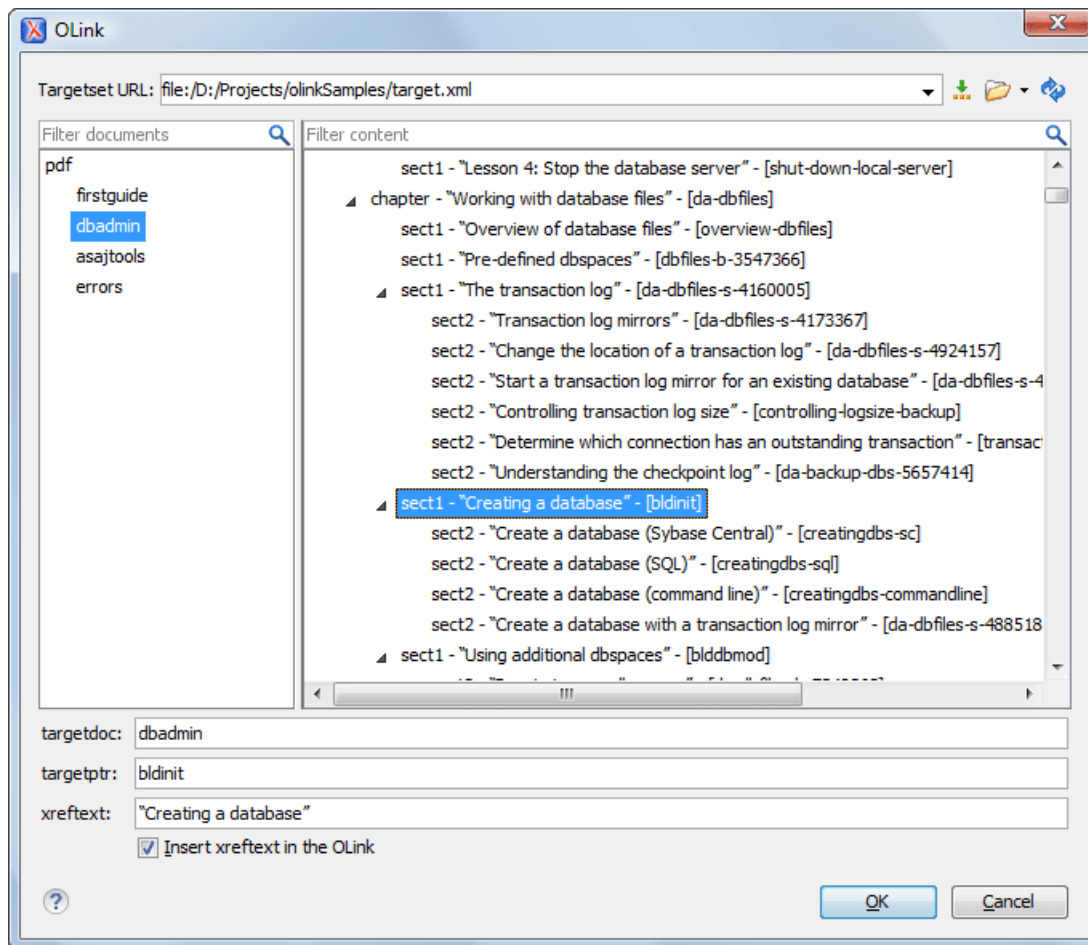 OLink
Targetset URL: file:/D:/Projects/olinkSamples/target.xml
Filter documents
Filter content
pdf
firstguide
dbadmin
asajtools
errors
sect1 - “Lesson 4: Stop the database server” - [shut-down-local-server]
chapter - “Working with database files” - [da-dbfiles]
sect1 - “Overview of database files” - [overview-dbfiles]
sect1 - “Pre-defined dbspaces” - [dbfiles-b-3547366]
sect1 - “The transaction log” - [da-dbfiles-s-4160005]
sect2 - “Transaction log mirrors” - [da-dbfiles-s-4173367]
sect2 - “Change the location of a transaction log” - [da-dbfiles-s-4924157]
sect2 - “Start a transaction log mirror for an existing database” - [da-dbfiles-s-4
sect2 - “Controlling transaction log size” - [controlling-logsize-backup]
sect2 - “Determine which connection has an outstanding transaction” - [transact
sect2 - “Understanding the checkpoint log” - [da-backup-dbs-5657414]
sect1 - “Creating a database” - [bldinit]
sect2 - “Create a database (Sybase Central)” - [creatingdbs-sc]
sect2 - “Create a database (SQL)” - [creatingdbs-sql]
sect2 - “Create a database (command line)” - [creatingdbs-commandline]
sect2 - “Create a database with a transaction log mirror” - [da-dbfiles-s-488518
sect1 - “Using additional dbspaces” - [blddbmod]
targetdoc: dbadmin
targetptr: bldinit
xreftext: “Creating a database”
Insert xreftext in the OLink
OK
Cancel